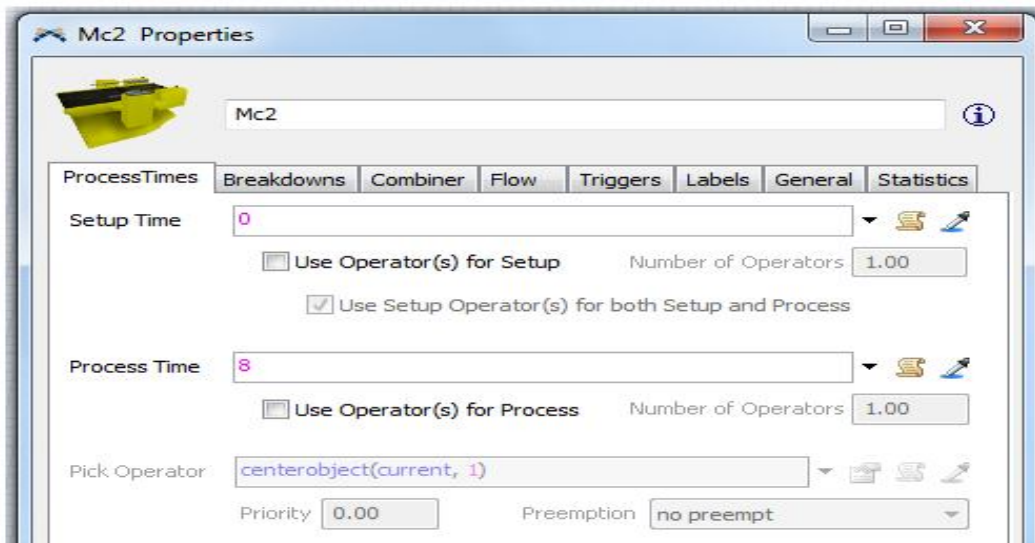 Mc2 Properties
Mc2
ProcessTimes Breakdowns Combiner Flow Triggers Labels General Statistics
Setup Time 0
Use Operator(s) for Setup Number of Operators 1.00
Use Setup Operator(s) for both Setup and Process
Process Time 8
Use Operator(s) for Process Number of Operators 1.00
Pick Operator centerobject(current, 1)
Priority 0.00 Preemption no preempt